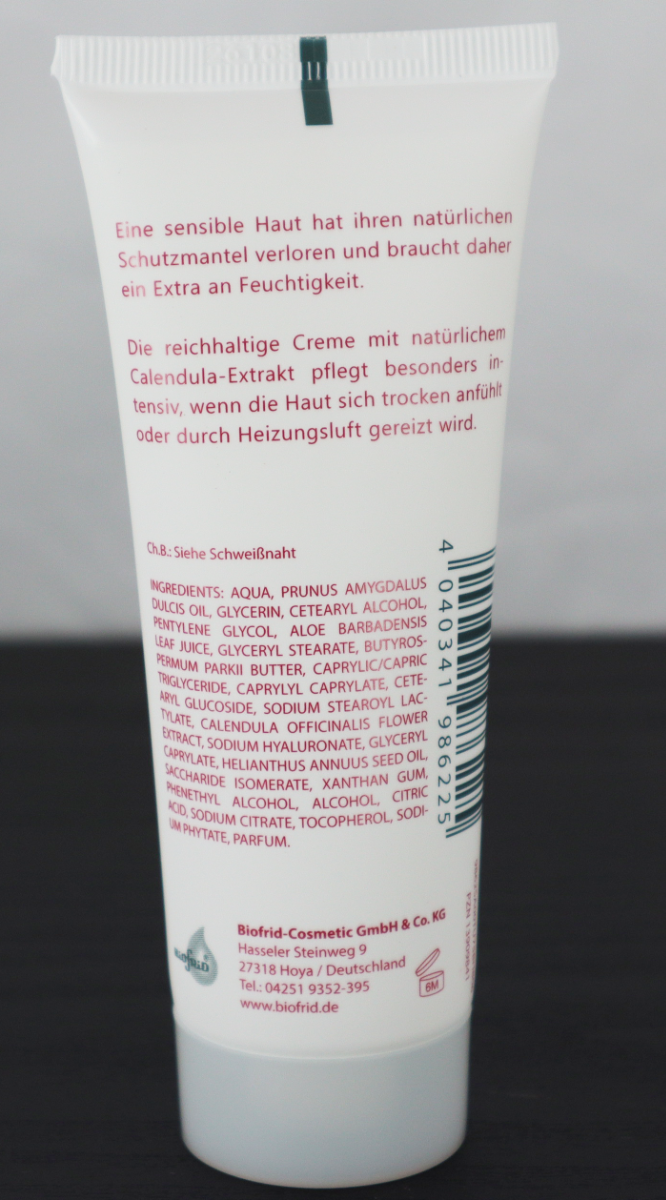 Eine sensible Haut hat ihren natürlichen
Schutzmantel verloren und braucht daher
ein Extra an Feuchtigkeit.
Die reichhaltige Creme mit natürlichem
Calendula-Extrakt pflegt besonders in-
tensiv, wenn die Haut sich trocken anfühlt
oder durch Heizungsluft gereizt wird.
Ch.B.: Siehe Schweißnaht
INGREDIENTS: AQUA, PRUNUS AMYGDALUS
DULCIS OIL, GLYCERIN, CETEARYL ALCOHOL,
PENTYLENE GLYCOL, ALOE BARBADENSIS
LEAF JUICE, GLYCERYL STEARATE, BUTYROS-
PERMUM PARKII BUTTER, CAPRYLIC/CAPRIC
TRIGLYCERIDE, CAPRYLYL CAPRYLATE, CETE-
ARYL GLUCOSIDE, SODIUM STEAROYL LAC-
TYLATE, CALENDULA OFFICINALIS FLOWER
EXTRACT, SODIUM HYALURONATE, GLYCERYL
CAPRYLATE, HELIANTHUS ANNUUS SEED OIL,
SACCHARIDE ISOMERATE, XANTHAN GUM,
PHENETHYL ALCOHOL, ALCOHOL, CITRIC
ACID, SODIUM CITRATE, TOCOPHEROL, SODI-
UM PHYTATE, PARFUM.
4 040341 986225
biofrid
Biofrid-Cosmetic GmbH & Co. KG
Hasseler Steinweg 9
27318 Hoya / Deutschland
Tel.: 04251 9352-395
www.biofrid.de
6M
PZN